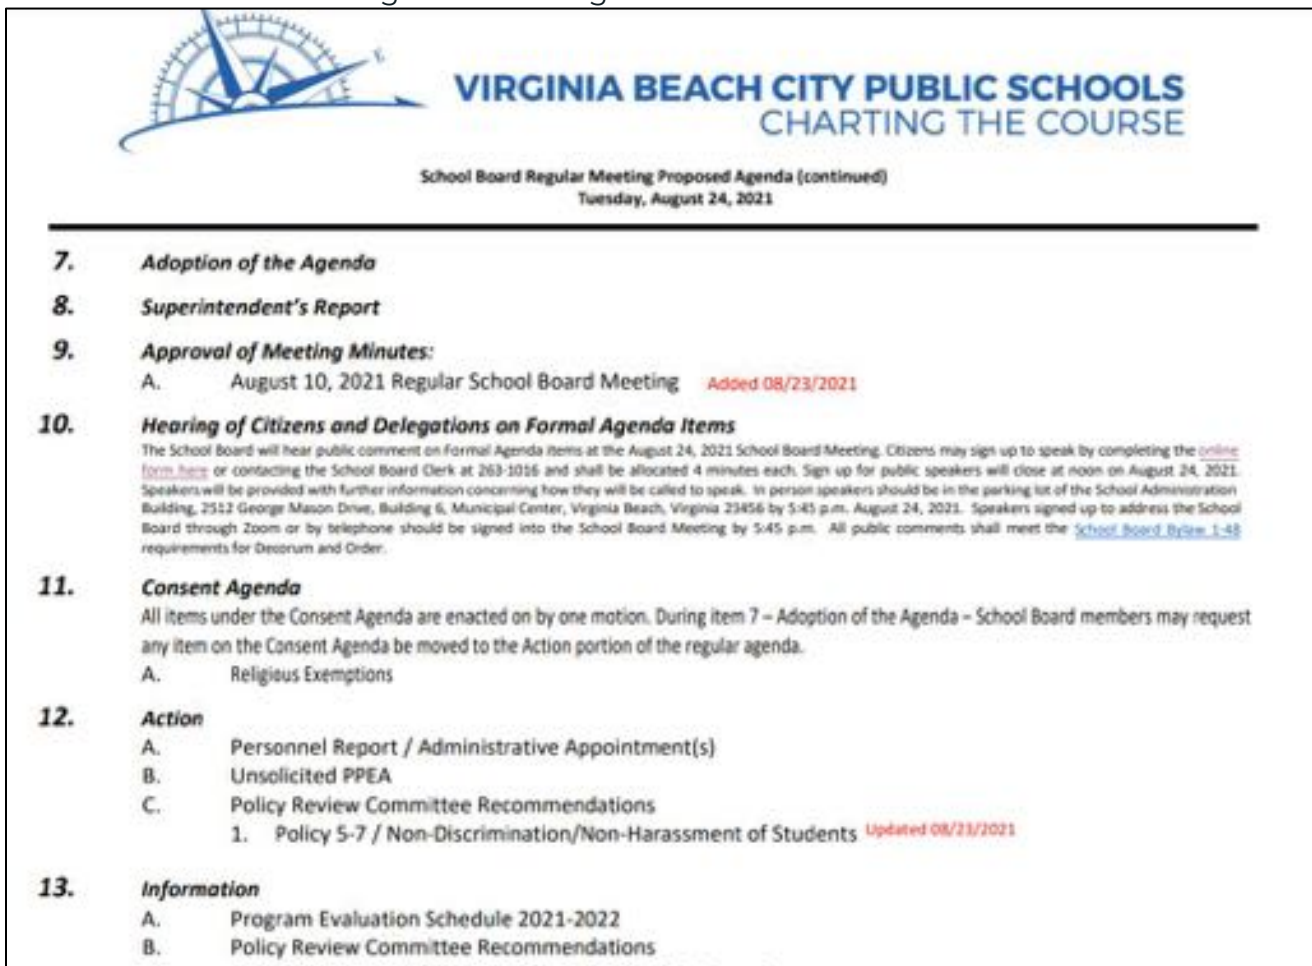 E
VIRGINIA BEACH CITY PUBLIC SCHOOLS
CHARTING THE COURSE
School Board Regular Meeting Proposed Agenda (continued)
Tuesday, August 24, 2021
7. Adoption of the Agenda
8. Superintendent's Report
9. Approval of Meeting Minutes:
A. August 10, 2021 Regular School Board Meeting Added 08/23/2021
10. Hearing of Citizens and Delegations on Formal Agenda Items
The School Board will hear public comment on Formal Agenda items at the August 24, 2021 School Board Meeting. Citizens may sign up to speak by completing the online
form here or contacting the School Board Clerk at 263-1016 and shall be allocated 4 minutes each. Sign up for public speakers will close at noon on August 24, 2021.
Speakers will be provided with further information concerning how they will be called to speak. In person speakers should be in the parking lot of the School Administration
Building, 2512 George Mason Drive, Building 6, Municipal Center, Virginia Beach, Virginia 23456 by 5:45 p.m. August 24, 2021. Speakers signed up to address the School
Board through Zoom or by telephone should be signed into the School Board Meeting by 5:45 p.m. All public comments shall meet the School Board Bylaw 1-48
requirements for Decorum and Order.
11. Consent Agenda
All items under the Consent Agenda are enacted on by one motion. During item 7 – Adoption of the Agenda – School Board members may request
any item on the Consent Agenda be moved to the Action portion of the regular agenda.
A. Religious Exemptions
12. Action
A. Personnel Report / Administrative Appointment(s)
B. Unsolicited PPEA
C. Policy Review Committee Recommendations
1. Policy 5-7 / Non-Discrimination/Non-Harassment of Students Updated 08/23/2021
13. Information
A. Program Evaluation Schedule 2021-2022
B. Policy Review Committee Recommendations